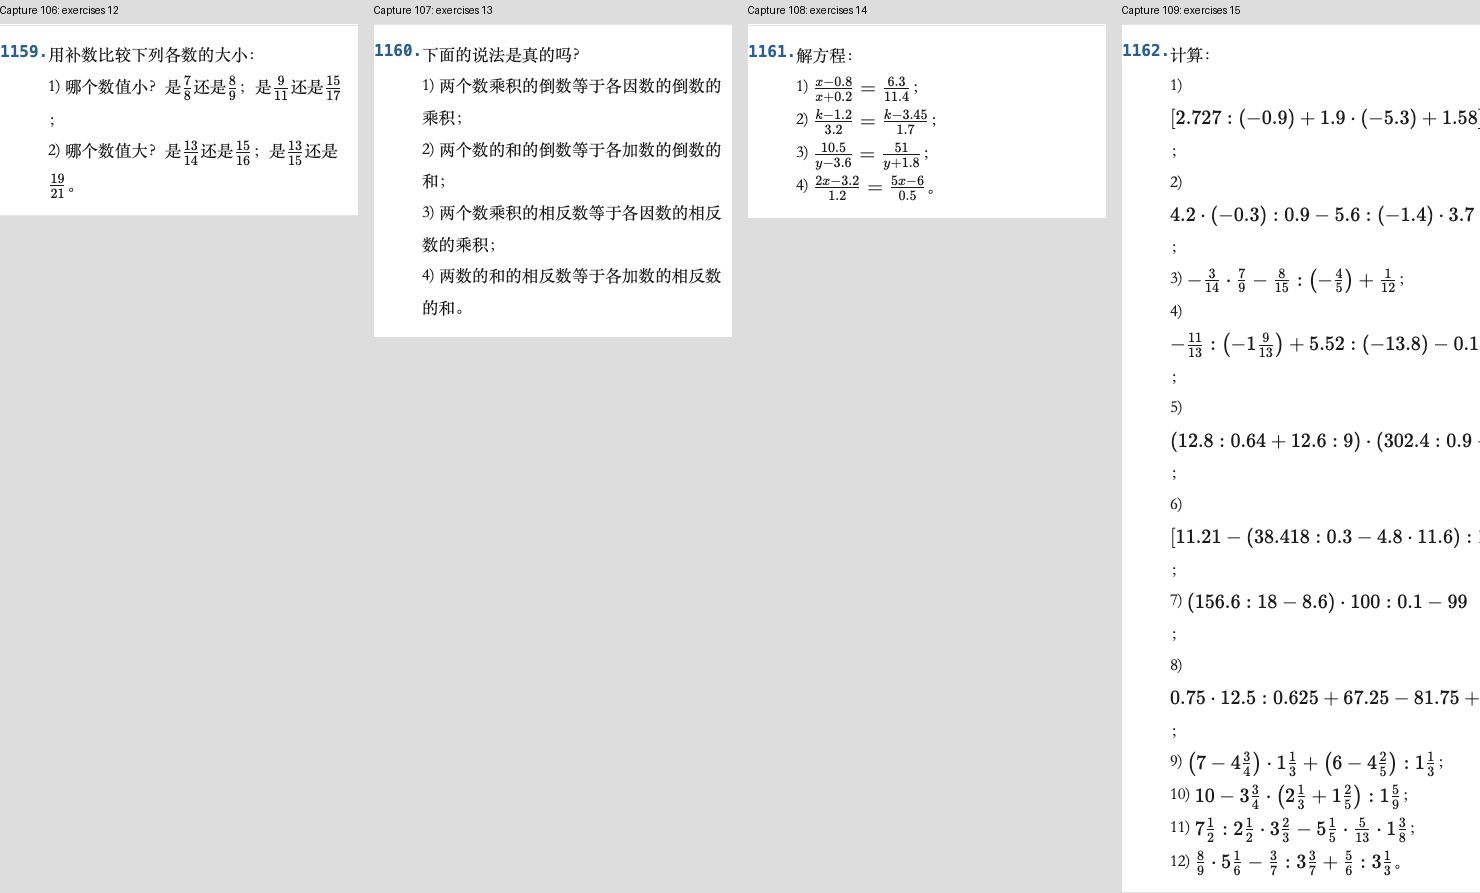 Capture 106: exercises 12
1159. 用补数比较下列各数的大小：
1) 哪个数值小？ 是7/8还是8/9； 是9/11还是15/17
；
2) 哪个数值大？ 是13/14还是15/16； 是13/15还是
19/21。
Capture 107: exercises 13
1160. 下面的说法是真的吗？
1) 两个数乘积的倒数等于各因数的倒数的
乘积；
2) 两个数的和的倒数等于各加数的倒数的
和；
3) 两个数乘积的相反数等于各因数的相反
数的乘积；
4) 两数的和的相反数等于各加数的相反数
的和。
Capture 108: exercises 14
1161. 解方程：
1) (x−0.8)/(x+0.2) = 6.3/11.4；
2) (k−1.2)/3.2 = (k−3.45)/1.7；
3) 10.5/(y−3.6) = 51/(y+1.8)；
4) (2x−3.2)/1.2 = (5x−6)/0.5。
Capture 109: exercises 15
1162. 计算：
1)
[2.727 : (−0.9) + 1.9 · (−5.3) + 1.58]
；
2)
4.2 · (−0.3) : 0.9 − 5.6 : (−1.4) · 3.7
；
3) −3/14 · 7/9 − 8/15 : (−4/5) + 1/12；
4)
−11/13 : (−1 9/13) + 5.52 : (−13.8) − 0.1
；
5)
(12.8 : 0.64 + 12.6 : 9) · (302.4 : 0.9
；
6)
[11.21 − (38.418 : 0.3 − 4.8 · 11.6) :
；
7) (156.6 : 18 − 8.6) · 100 : 0.1 − 99
；
8)
0.75 · 12.5 : 0.625 + 67.25 − 81.75 +
；
9) (7 − 4 3/4) · 1 1/3 + (6 − 4 2/5) : 1 1/3；
10) 10 − 3 3/4 · (2 1/3 + 1 2/5) : 1 5/9；
11) 7 1/2 : 2 1/2 · 3 2/3 − 5 1/5 · 5/13 · 1 3/8；
12) 8/9 · 5 1/6 − 3/7 : 3 3/7 + 5/6 : 3 1/3。